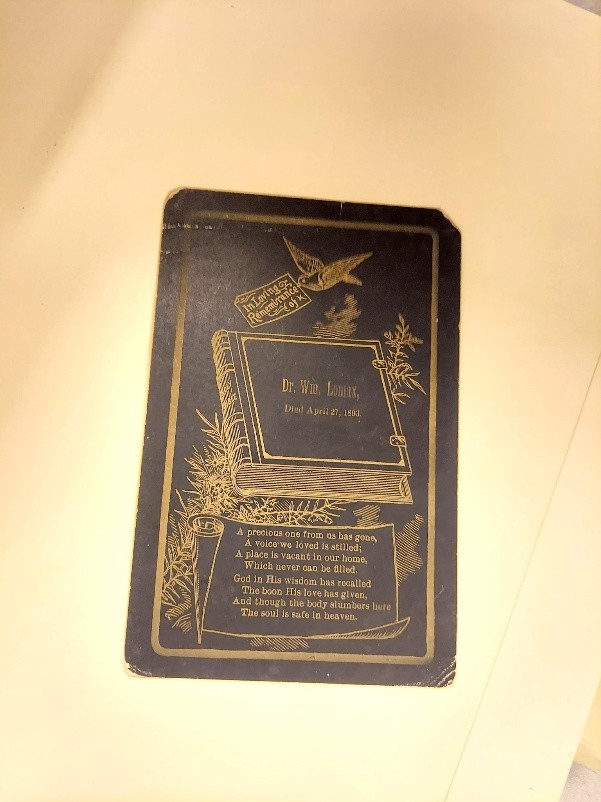 In Loving
Remembrance
of
Dr. Wm. Lomax,
Died April 27, 1893.
A precious one from us has gone,
A voice we loved is stilled;
A place is vacant in our home,
Which never can be filled.
God in His wisdom has recalled
The boon His love has given,
And though the body slumbers here
The soul is safe in heaven.